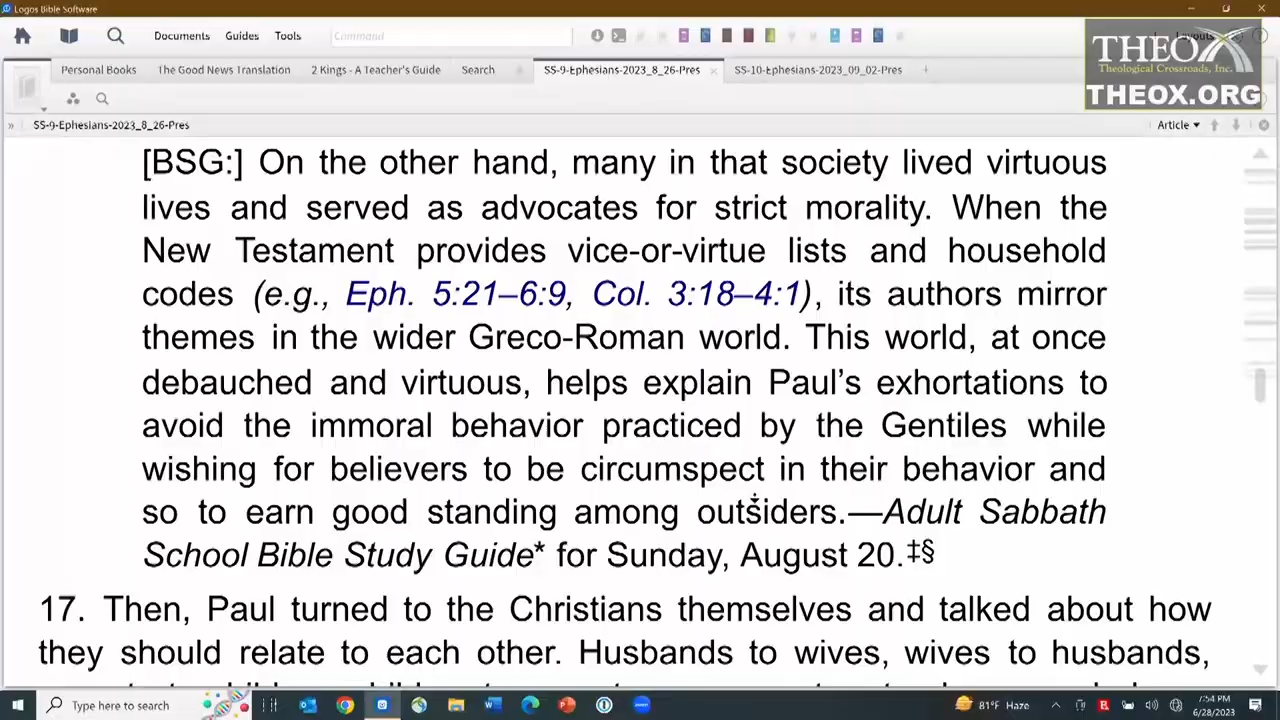 Logos Bible Software
Documents Guides Tools Command
Layouts
THEOX
Theological Crossroads, Inc.
THEOX.ORG
Personal Books The Good News Translation 2 Kings - A Teacher's Gui SS-9-Ephesians-2023_8_26-Pres SS-10-Ephesians-2023_09_02-Pres
SS-9-Ephesians-2023_8_26-Pres Article
[BSG:] On the other hand, many in that society lived virtuous
lives and served as advocates for strict morality. When the
New Testament provides vice-or-virtue lists and household
codes (e.g., Eph. 5:21–6:9, Col. 3:18–4:1), its authors mirror
themes in the wider Greco-Roman world. This world, at once
debauched and virtuous, helps explain Paul's exhortations to
avoid the immoral behavior practiced by the Gentiles while
wishing for believers to be circumspect in their behavior and
so to earn good standing among outsiders.—Adult Sabbath
School Bible Study Guide* for Sunday, August 20.‡§
17. Then, Paul turned to the Christians themselves and talked about how
they should relate to each other. Husbands to wives, wives to husbands,
Type here to search 81°F Haze 7:54 PM
6/28/2023